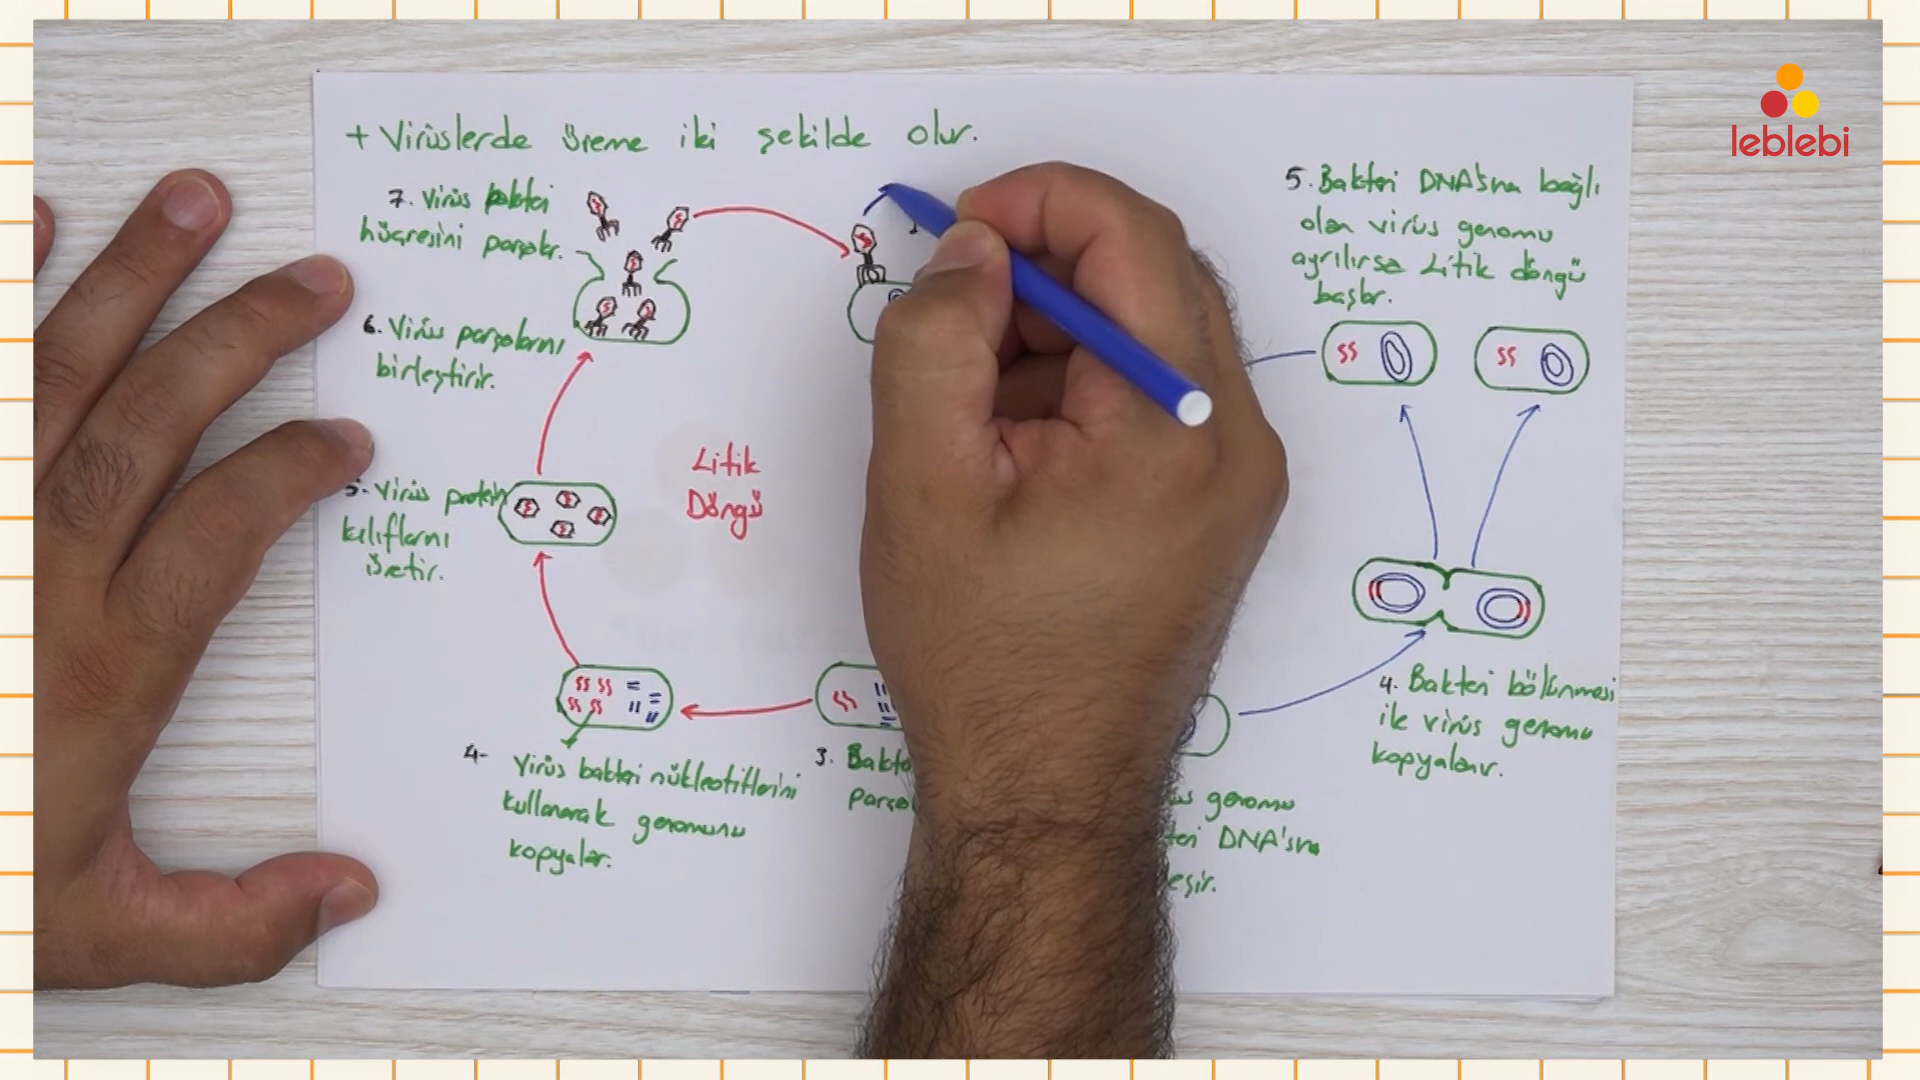 + Virüslerde üreme iki şekilde olur.
7. Virüs bakteri
hücresini parçalar.
6. Virüs parçalarını
birleştirir.
5. Virüs protein
kılıflarını
üretir.
Litik
Döngü
4- Virüs bakteri nükleotitlerini
kullanarak genomunu
kopyalar.
3. Bakte
parçal
genomu
DNA'sına
4. Bakteri bölünmesi
ile virüs genomu
kopyalanır.
5. Bakteri DNA'sına bağlı
olan virüs genomu
ayrılırsa Litik döngü
başlar.
leblebi